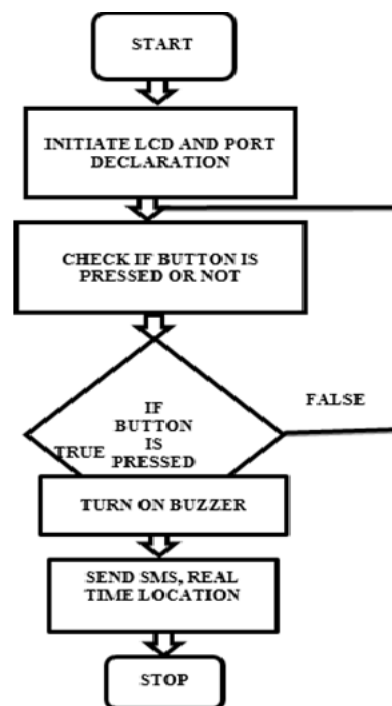 START
INITIATE LCD AND PORT
DECLARATION
CHECK IF BUTTON IS
PRESSED OR NOT
FALSE
IF
BUTTON
IS
TRUE
PRESSED
TURN ON BUZZER
SEND SMS, REAL
TIME LOCATION
STOP